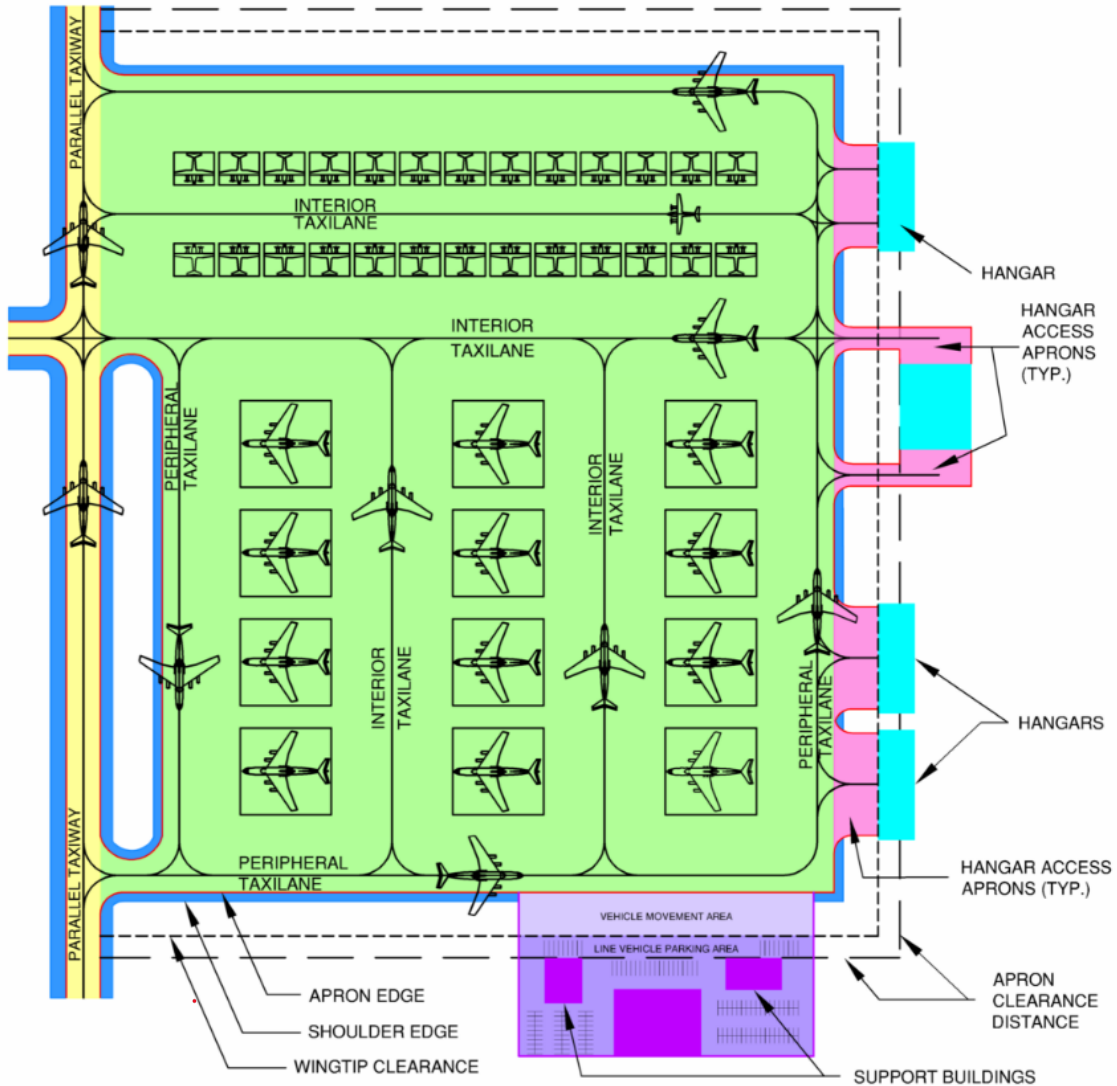 PARALLEL TAXIWAY
INTERIOR
TAXILANE
HANGAR
HANGAR
ACCESS
APRONS
(TYP.)
INTERIOR
TAXILANE
PERIPHERAL
TAXILANE
INTERIOR
TAXILANE
INTERIOR
TAXILANE
PERIPHERAL
TAXILANE
HANGARS
PARALLEL TAXIWAY
PERIPHERAL
TAXILANE
HANGAR ACCESS
APRONS (TYP.)
VEHICLE MOVEMENT AREA
LINE VEHICLE PARKING AREA
APRON EDGE
SHOULDER EDGE
WINGTIP CLEARANCE
APRON
CLEARANCE
DISTANCE
SUPPORT BUILDINGS